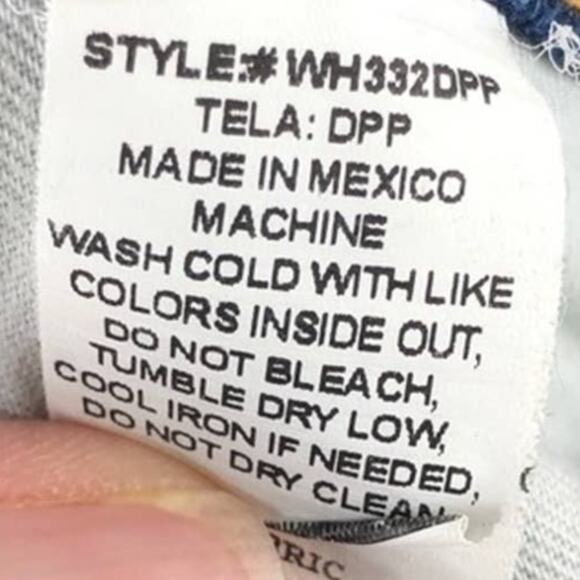 STYLE:# WH332DPP
TELA: DPP
MADE IN MEXICO
MACHINE
WASH COLD WITH LIKE
COLORS INSIDE OUT,
DO NOT BLEACH,
TUMBLE DRY LOW,
COOL IRON IF NEEDED,
DO NOT DRY CLEAN